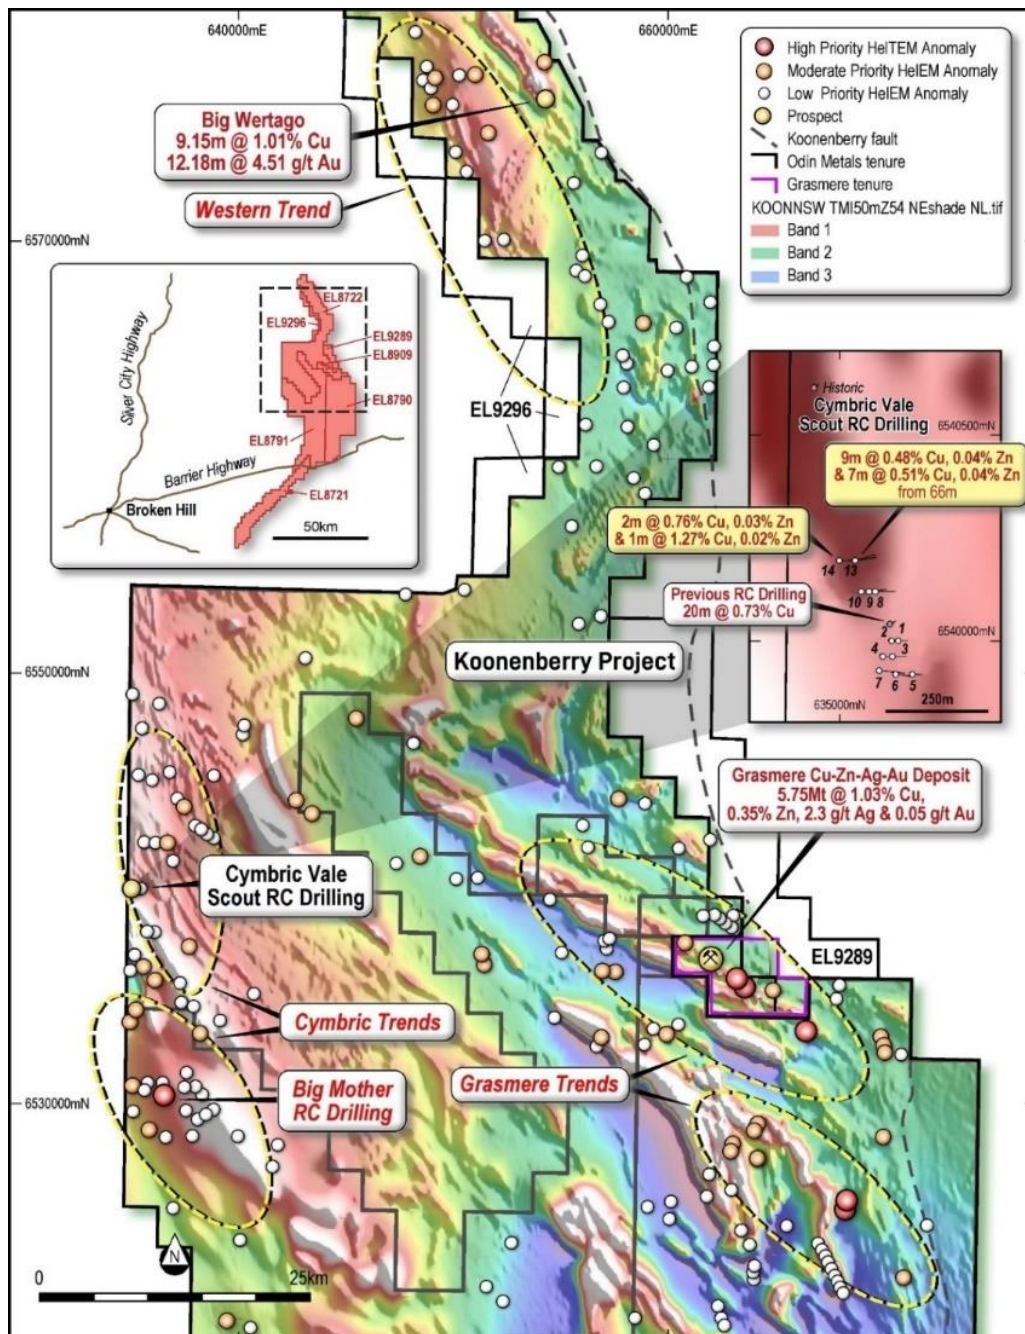 640000mE
660000mE
High Priority HelTEM Anomaly
Moderate Priority HelEM Anomaly
Low Priority HelEM Anomaly
Prospect
Koonenberry fault
Odin Metals tenure
Grasmere tenure
KOONNSW TMI50mZ54 NEshade NL.tif
Band 1
Band 2
Band 3
Big Wertago
9.15m @ 1.01% Cu
12.18m @ 4.51 g/t Au
Western Trend
6570000mN
EL8722
EL9296
EL9289
EL8909
EL8790
EL8791
EL8721
Silver City Highway
Barrier Highway
Broken Hill
50km
EL9296
Historic
Cymbric Vale
Scout RC Drilling
6540500mN
9m @ 0.48% Cu, 0.04% Zn
& 7m @ 0.51% Cu, 0.04% Zn
from 66m
2m @ 0.76% Cu, 0.03% Zn
& 1m @ 1.27% Cu, 0.02% Zn
14 13
10 9 8
Previous RC Drilling
20m @ 0.73% Cu
2 1
6540000mN
4 3
7 6 5
635000mN
250m
Koonenberry Project
6550000mN
Grasmere Cu-Zn-Ag-Au Deposit
5.75Mt @ 1.03% Cu,
0.35% Zn, 2.3 g/t Ag & 0.05 g/t Au
Cymbric Vale
Scout RC Drilling
EL9289
Cymbric Trends
Big Mother
RC Drilling
Grasmere Trends
6530000mN
N
0
25km